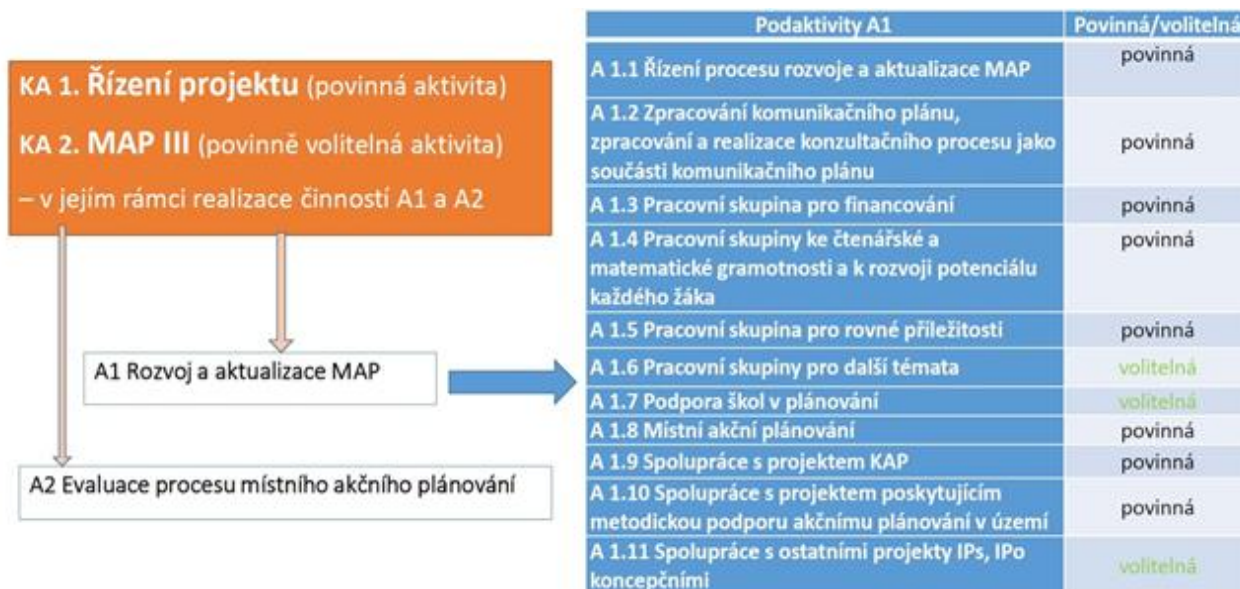 KA 1. Řízení projektu (povinná aktivita)
KA 2. MAP III (povinně volitelná aktivita)
– v jejím rámci realizace činností A1 a A2
A1 Rozvoj a aktualizace MAP
A2 Evaluace procesu místního akčního plánování
Podaktivity A1 Povinná/volitelná
A 1.1 Řízení procesu rozvoje a aktualizace MAP povinná
A 1.2 Zpracování komunikačního plánu,
zpracování a realizace konzultačního procesu jako
součásti komunikačního plánu povinná
A 1.3 Pracovní skupina pro financování povinná
A 1.4 Pracovní skupiny ke čtenářské a povinná
matematické gramotnosti a k rozvoji potenciálu
každého žáka
A 1.5 Pracovní skupina pro rovné příležitosti povinná
A 1.6 Pracovní skupiny pro další témata volitelná
A 1.7 Podpora škol v plánování volitelná
A 1.8 Místní akční plánování povinná
A 1.9 Spolupráce s projektem KAP povinná
A 1.10 Spolupráce s projektem poskytujícím
metodickou podporu akčnímu plánování v území povinná
A 1.11 Spolupráce s ostatními projekty IPs, IPo
koncepčními volitelná